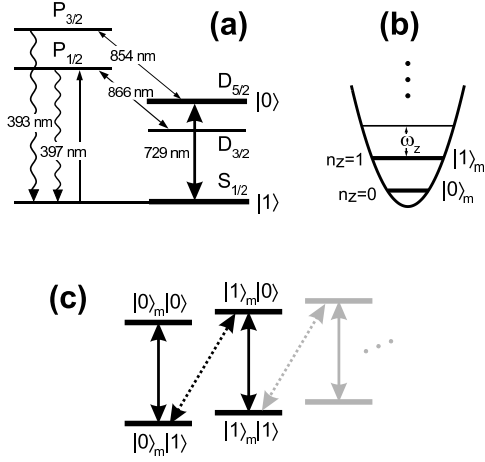 (a)
P3/2
P1/2
854 nm
866 nm
D5/2
|0⟩
393 nm
397 nm
729 nm
D3/2
S1/2
|1⟩
(b)
ωz
nz=1
|1⟩m
nz=0
|0⟩m
(c)
|0⟩m|0⟩
|1⟩m|0⟩
|0⟩m|1⟩
|1⟩m|1⟩